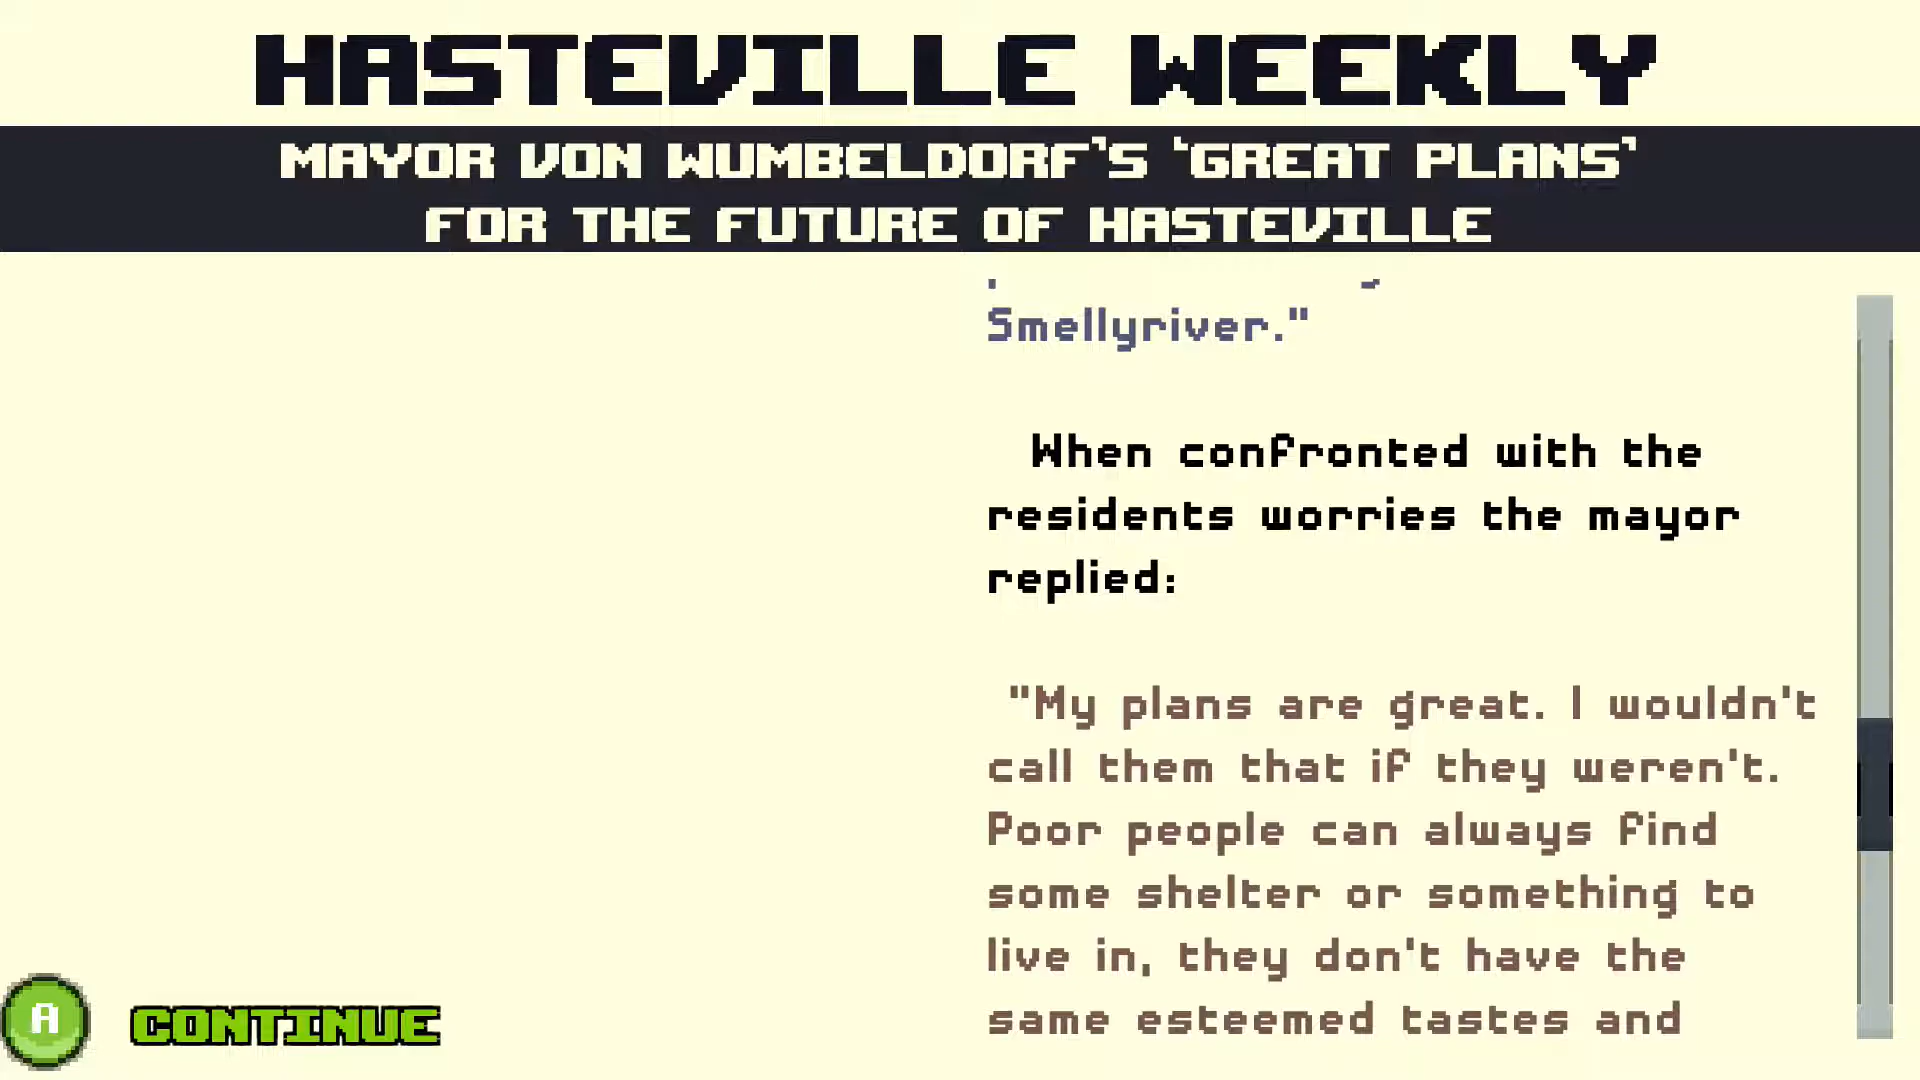 HASTEVILLE WEEKLY
MAYOR VON WUMBELDORF'S 'GREAT PLANS'
FOR THE FUTURE OF HASTEVILLE
Smellyriver."
When confronted with the
residents worries the mayor
replied:
"My plans are great. I wouldn't
call them that if they weren't.
Poor people can always find
some shelter or something to
live in, they don't have the
same esteemed tastes and
A CONTINUE